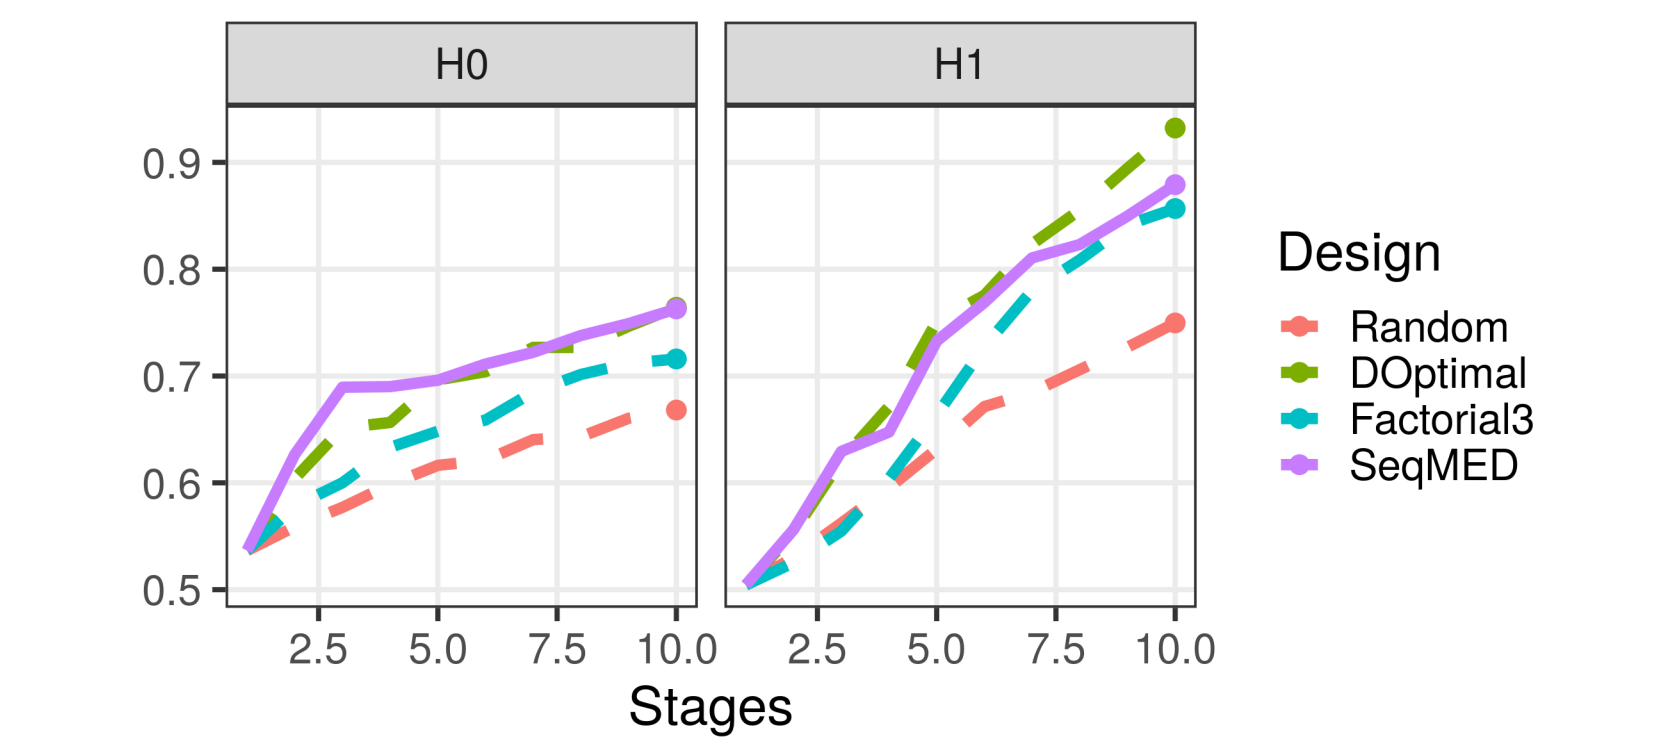 H0 H1
0.9
0.8
0.7
0.6
0.5
2.5 5.0 7.5 10.0 2.5 5.0 7.5 10.0
Stages
Design
Random
DOptimal
Factorial3
SeqMED